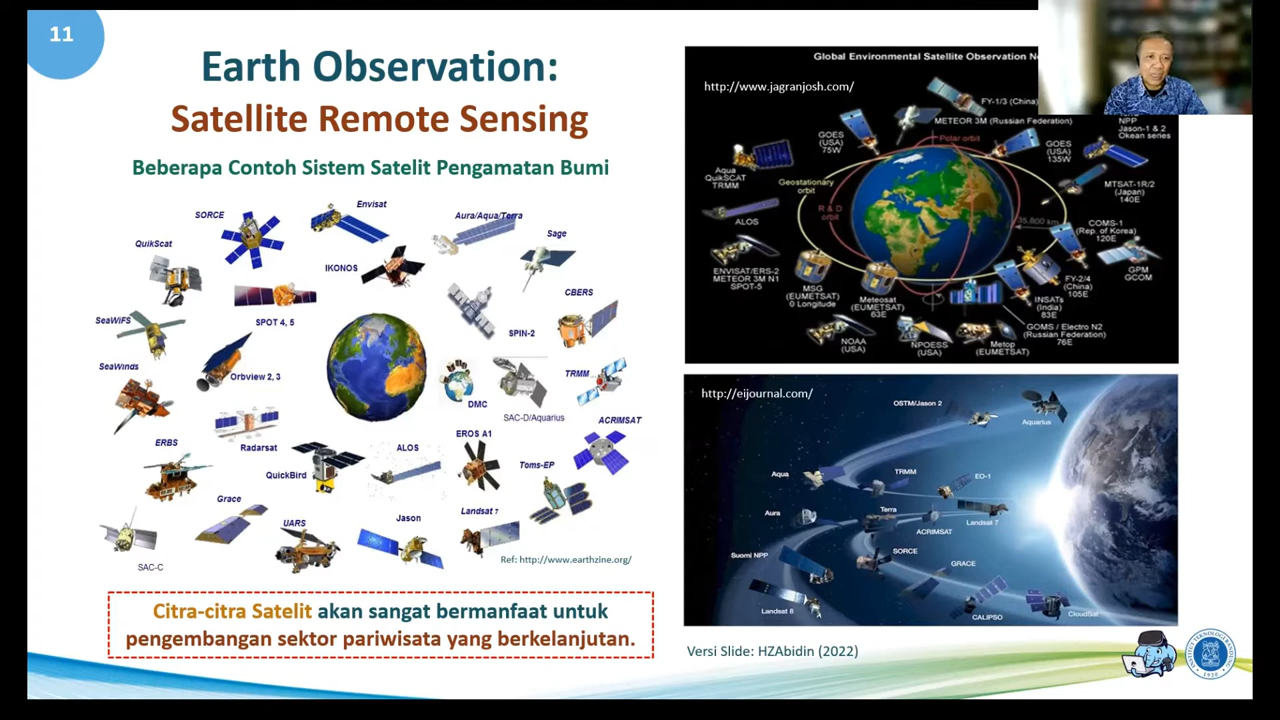 11
Earth Observation:
Satellite Remote Sensing
Beberapa Contoh Sistem Satelit Pengamatan Bumi
SORCE
Envisat
Aura/Aqua/Terra
Sage
QuikScat
IKONOS
CBERS
SPOT 4, 5
SPIN-2
SeaWiFS
SeaWinds
Orbview 2, 3
TRMM
DMC
SAC-D/Aquarius
ACRIMSAT
ERBS
Radarsat
ALOS
EROS A1
QuickBird
Toms-EP
Grace
UARS
Jason
Landsat 7
SAC-C
Ref: http://www.earthzine.org/
Citra-citra Satelit akan sangat bermanfaat untuk
pengembangan sektor pariwisata yang berkelanjutan.
Global Environmental Satellite Observation
http://www.jagranjosh.com/
FY-1/3 (China)
METEOR 3M (Russian Federation)
NPP
Jason-1 & 2
Okean series
GOES
(USA)
75W
Polar orbit
GOES
(USA)
135W
Aqua
QuikSCAT
TRMM
Geostationary
orbit
MTSAT-1R/2
(Japan)
140E
R & D
orbit
ALOS
35.800 km
COMS-1
(Rep. of Korea)
120E
ENVISAT/ERS-2
METEOR 3M N1
SPOT-5
MSG
(EUMETSAT)
0 Longitude
Meteosat
(EUMETSAT)
63E
FY-2/4
(China)
105E
GPM
GCOM
INSATs
(India)
83E
GOMS / Electro N2
(Russian Federation)
76E
NOAA
(USA)
NPOESS
(USA)
Metop
(EUMETSAT)
http://eijournal.com/
OSTM/Jason 2
Aquarius
Aqua
TRMM
EO-1
Aura
Terra
Landsat 7
ACRIMSAT
Suomi NPP
SORCE
GRACE
Landsat 8
CALIPSO
CloudSat
Versi Slide: HZAbidin (2022)
INSTITUT TEKNOLOGI BANDUNG
1920